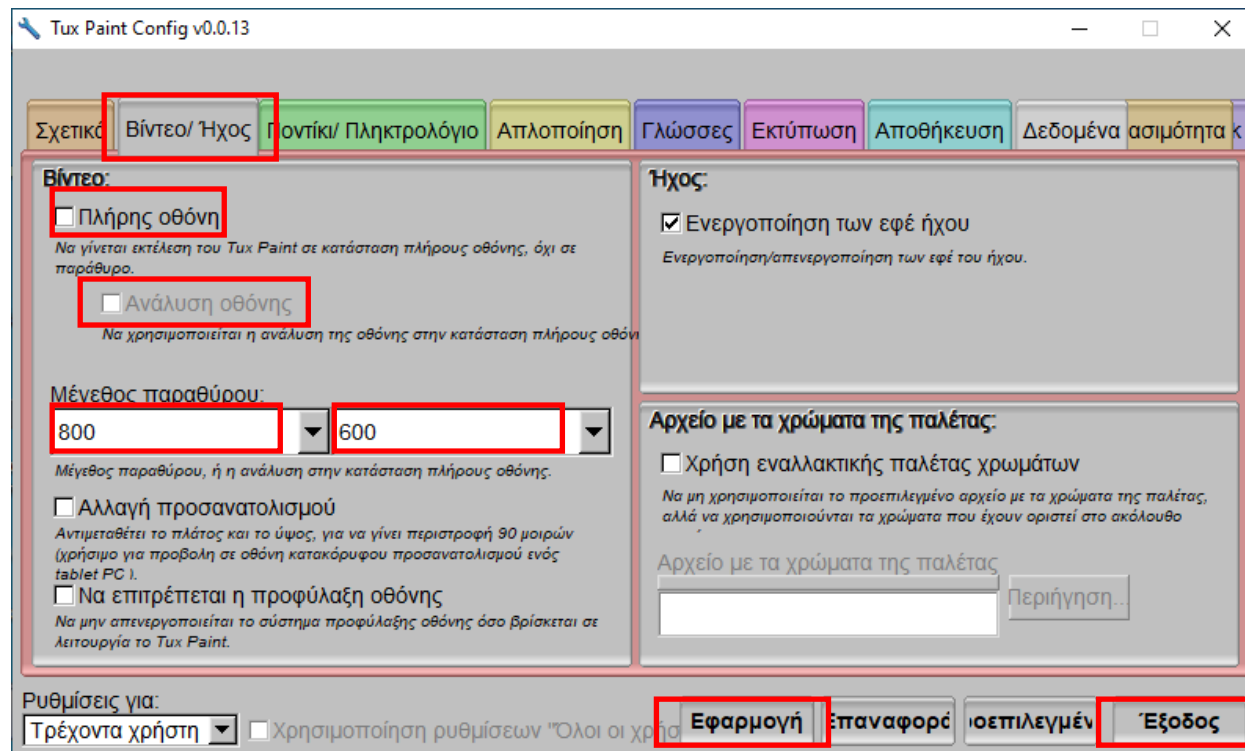 Tux Paint Config v0.0.13
Σχετικά Βίντεο/ Ήχος Ποντίκι/ Πληκτρολόγιο Απλοποίηση Γλώσσες Εκτύπωση Αποθήκευση Δεδομένα ασιμότητα
Βίντεο:
Πλήρης οθόνη
Να γίνεται εκτέλεση του Tux Paint σε κατάσταση πλήρους οθόνης, όχι σε
παράθυρο.
Ανάλυση οθόνης
Να χρησιμοποιείται η ανάλυση της οθόνης στην κατάσταση πλήρους οθόν
Μέγεθος παραθύρου:
800 600
Μέγεθος παραθύρου, ή η ανάλυση στην κατάσταση πλήρους οθόνης.
Αλλαγή προσανατολισμού
Αντιμεταθέτει το πλάτος και το ύψος, για να γίνει περιστροφή 90 μοιρών
(χρήσιμο για προβολη σε οθόνη κατακόρυφου προσανατολισμού ενός
tablet PC ).
Να επιτρέπεται η προφύλαξη οθόνης
Να μην απενεργοποιείται το σύστημα προφύλαξης οθόνης όσο βρίσκεται σε
λειτουργία το Tux Paint.
Ήχος:
Ενεργοποίηση των εφέ ήχου
Ενεργοποίηση/απενεργοποίηση των εφέ του ήχου.
Αρχείο με τα χρώματα της παλέτας:
Χρήση εναλλακτικής παλέτας χρωμάτων
Να μη χρησιμοποιείται το προεπιλεγμένο αρχείο με τα χρώματα της παλέτας,
αλλά να χρησιμοποιούνται τα χρώματα που έχουν οριστεί στο ακόλουθο
Αρχείο με τα χρώματα της παλέτας
Περιήγηση...
Ρυθμίσεις για:
Τρέχοντα χρήστη Χρησιμοποίηση ρυθμίσεων "Όλοι οι χρήσ Εφαρμογή Επαναφορά οεπιλεγμέν Έξοδος